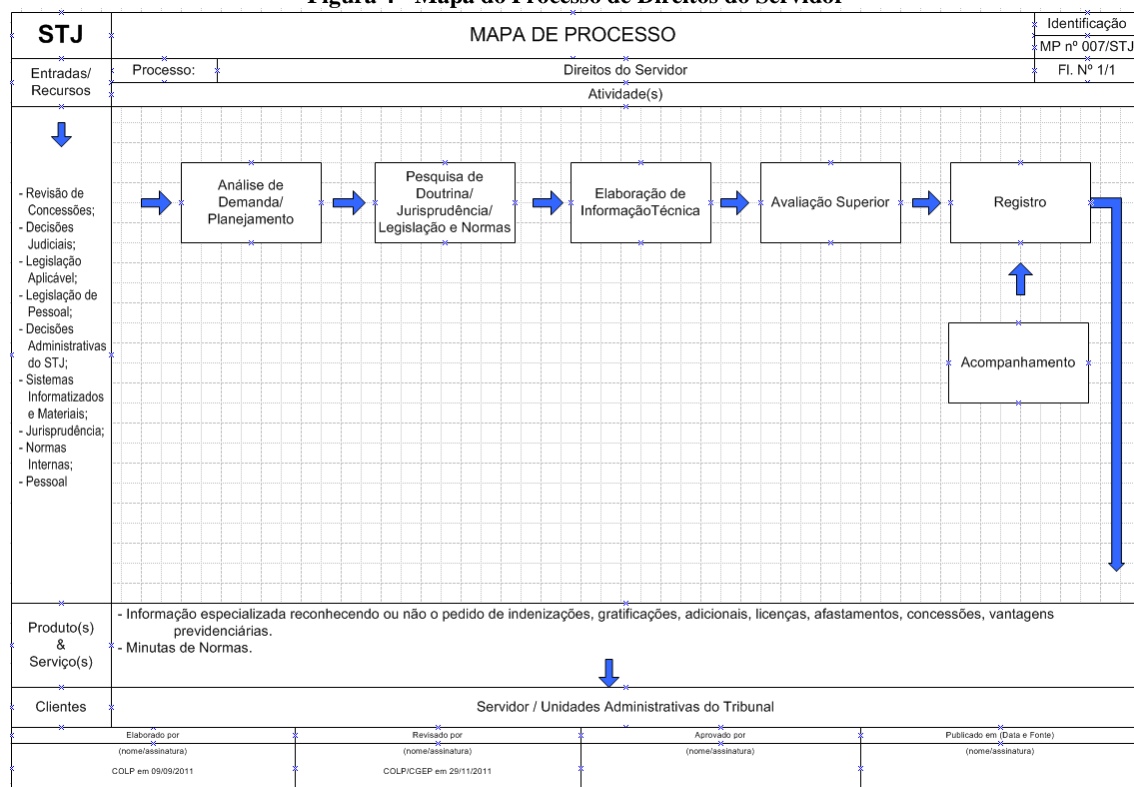 Figura 4 - Mapa do Processo de Direitos do Servidor
STJ
MAPA DE PROCESSO
Identificação
MP nº 007/STJ
Entradas/
Recursos
Processo:
Direitos do Servidor
Fl. Nº 1/1
Atividade(s)
- Revisão de
Concessões;
- Decisões
Judiciais;
- Legislação
Aplicável;
- Legislação de
Pessoal;
- Decisões
Administrativas
do STJ;
- Sistemas
Informatizados
e Materiais;
- Jurisprudência;
- Normas
Internas;
- Pessoal
Análise de
Demanda/
Planejamento
Pesquisa de
Doutrina/
Jurisprudência/
Legislação e Normas
Elaboração de
InformaçãoTécnica
Avaliação Superior
Registro
Acompanhamento
Produto(s)
&
Serviço(s)
- Informação especializada reconhecendo ou não o pedido de indenizações, gratificações, adicionais, licenças, afastamentos, concessões, vantagens
previdenciárias.
- Minutas de Normas.
Clientes
Servidor / Unidades Administrativas do Tribunal
Elaborado por
Revisado por
Aprovado por
Publicado em (Data e Fonte)
(nome/assinatura)
(nome/assinatura)
(nome/assinatura)
(nome/assinatura)
COLP em 09/09/2011
COLP/CGEP em 29/11/2011